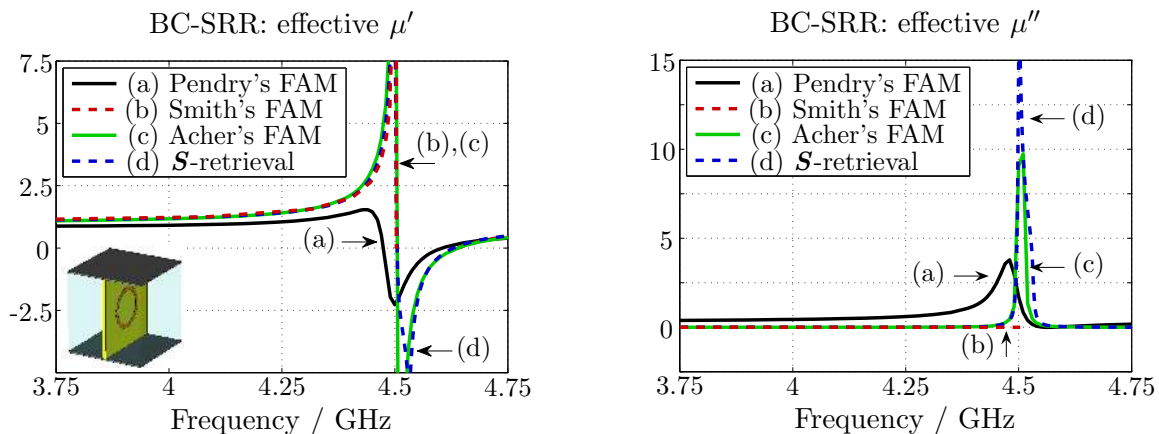 BC-SRR: effective μ′
7.5
5
2.5
0
-2.5
(a) Pendry's FAM
(b) Smith's FAM
(c) Acher's FAM
(d) S-retrieval
(b),(c)
(a)
(d)
3.75 4 4.25 4.5 4.75
Frequency / GHz
BC-SRR: effective μ′′
15
10
5
0
-2.5
(a) Pendry's FAM
(b) Smith's FAM
(c) Acher's FAM
(d) S-retrieval
(d)
(a)
(c)
(b)
3.75 4 4.25 4.5 4.75
Frequency / GHz